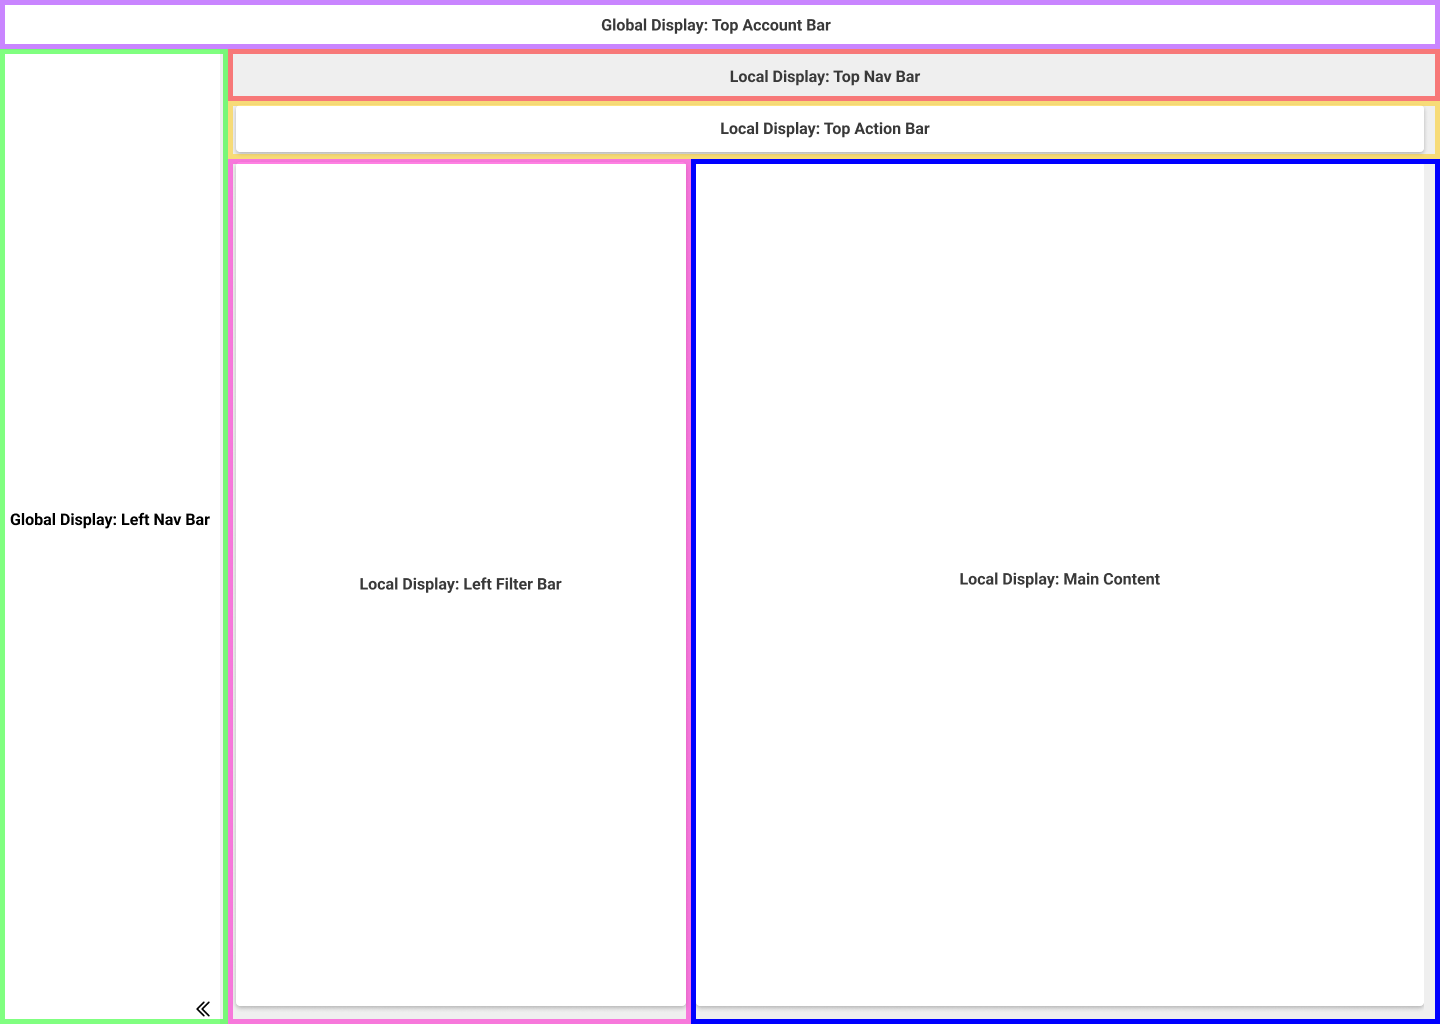 Global Display: Top Account Bar
Local Display: Top Nav Bar
Local Display: Top Action Bar
Global Display: Left Nav Bar
Local Display: Left Filter Bar
Local Display: Main Content